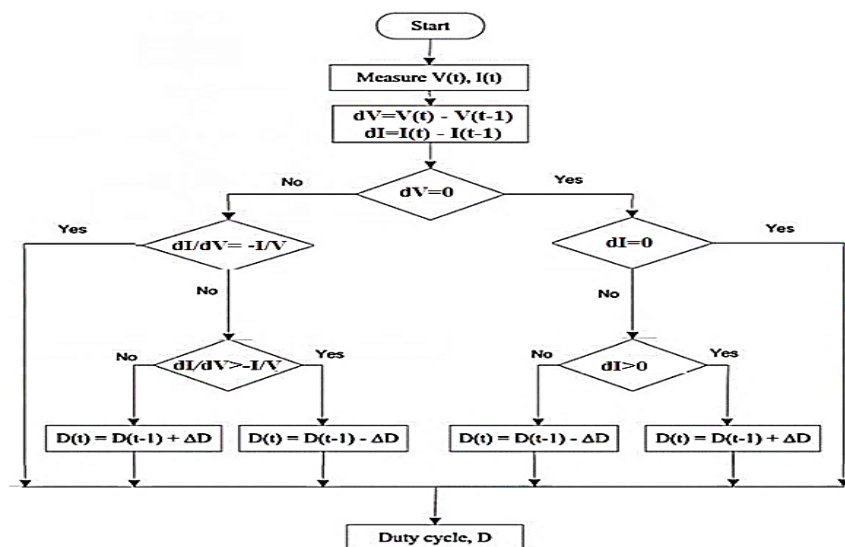 Start
Measure V(t), I(t)
dV=V(t) - V(t-1)
dI=I(t) - I(t-1)
No
dV=0
Yes
Yes
dI/dV= -I/V
dI=0
Yes
No
No
No
dI/dV>-I/V
Yes
No
dI>0
Yes
D(t) = D(t-1) + ΔD
D(t) = D(t-1) - ΔD
D(t) = D(t-1) - ΔD
D(t) = D(t-1) + ΔD
Duty cycle, D